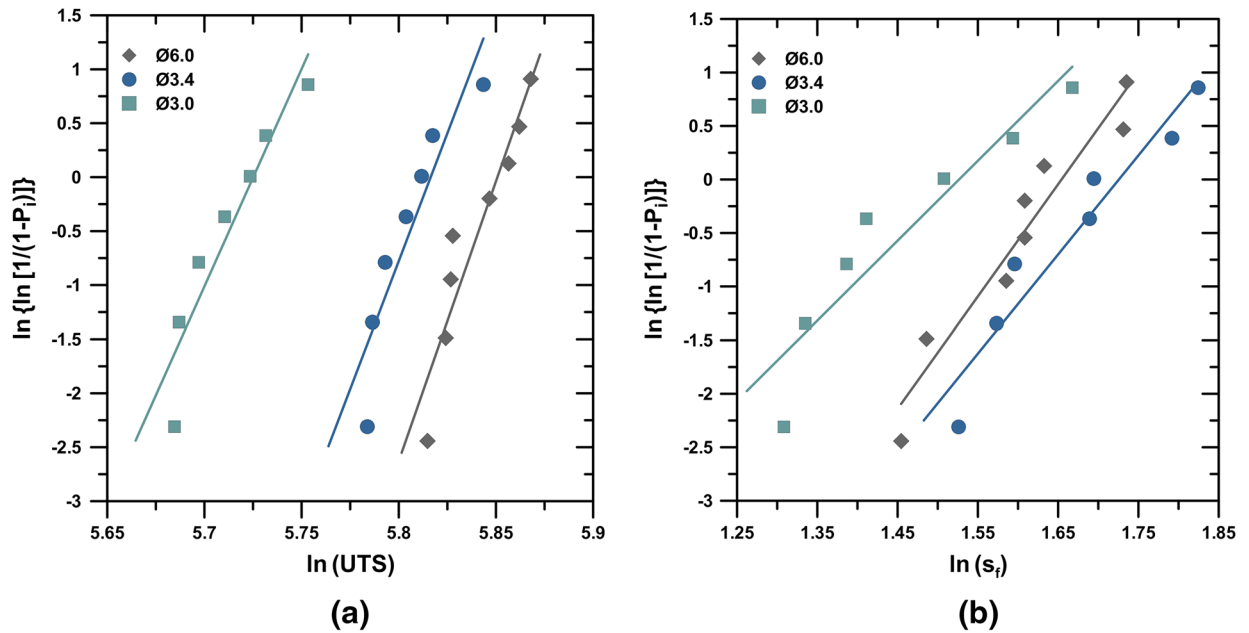 1.5
1
0.5
0
-0.5
-1
-1.5
-2
-2.5
-3
ln {ln [1/(1-Pᵢ)]}
Ø6.0
Ø3.4
Ø3.0
5.65
5.7
5.75
5.8
5.85
5.9
ln (UTS)
(a)
1.5
1
0.5
0
-0.5
-1
-1.5
-2
-2.5
-3
ln {ln [1/(1-Pᵢ)]}
Ø6.0
Ø3.4
Ø3.0
1.25
1.35
1.45
1.55
1.65
1.75
1.85
ln (s_f)
(b)